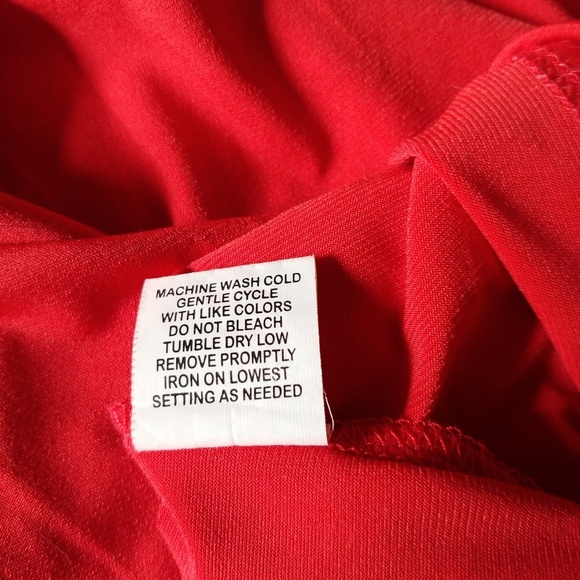 MACHINE WASH COLD
GENTLE CYCLE
WITH LIKE COLORS
DO NOT BLEACH
TUMBLE DRY LOW
REMOVE PROMPTLY
IRON ON LOWEST
SETTING AS NEEDED